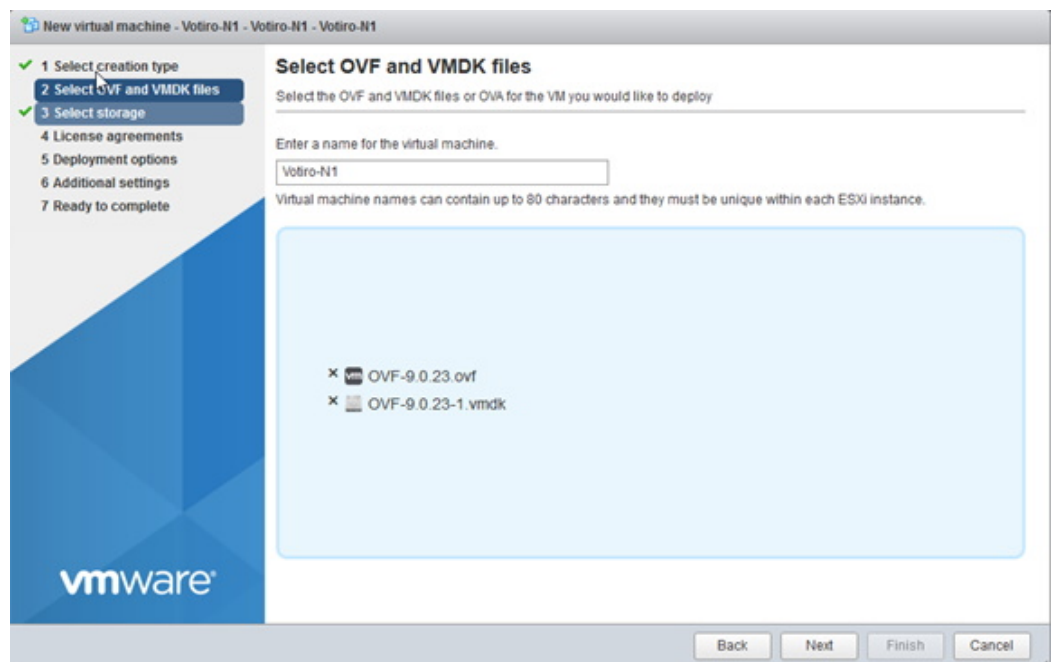 New virtual machine - Votiro-N1 - Votiro-N1 - Votiro-N1
1 Select creation type
2 Select OVF and VMDK files
3 Select storage
4 License agreements
5 Deployment options
6 Additional settings
7 Ready to complete
Select OVF and VMDK files
Select the OVF and VMDK files or OVA for the VM you would like to deploy
Enter a name for the virtual machine.
Votiro-N1
Virtual machine names can contain up to 80 characters and they must be unique within each ESXi instance.
OVF-9.0.23.ovf
OVF-9.0.23-1.vmdk
vmware
Back Next Finish Cancel